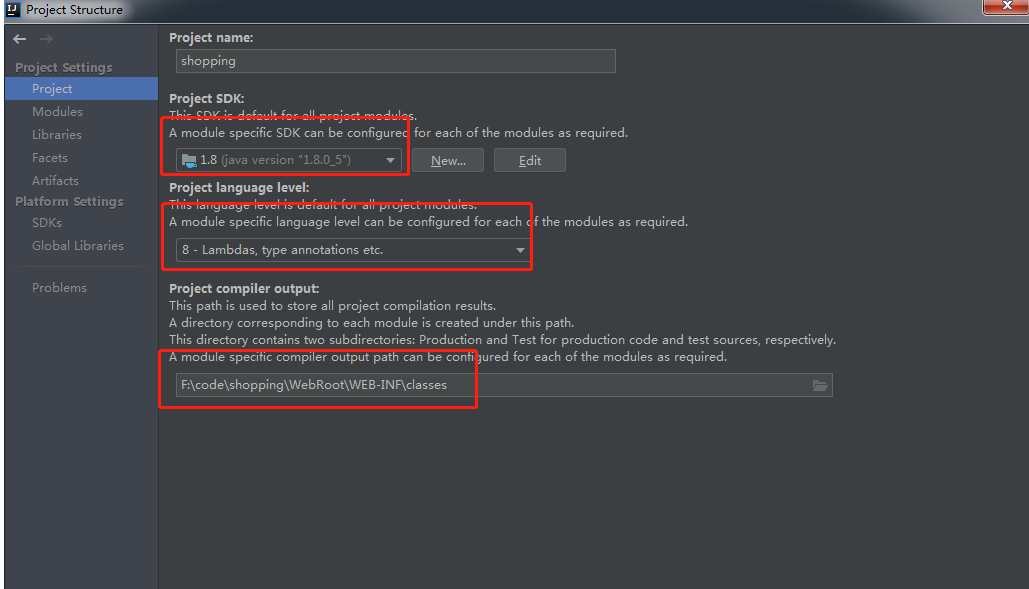 IJ Project Structure
Project Settings
Project
Modules
Libraries
Facets
Artifacts
Platform Settings
SDKs
Global Libraries
Problems
Project name:
shopping
Project SDK:
This SDK is default for all project modules.
A module specific SDK can be configured for each of the modules as required.
1.8 (java version "1.8.0_5")
New...
Edit
Project language level:
This language level is default for all project modules.
A module specific language level can be configured for each of the modules as required.
8 - Lambdas, type annotations etc.
Project compiler output:
This path is used to store all project compilation results.
A directory corresponding to each module is created under this path.
This directory contains two subdirectories: Production and Test for production code and test sources, respectively.
A module specific compiler output path can be configured for each of the modules as required.
F:\code\shopping\WebRoot\WEB-INF\classes